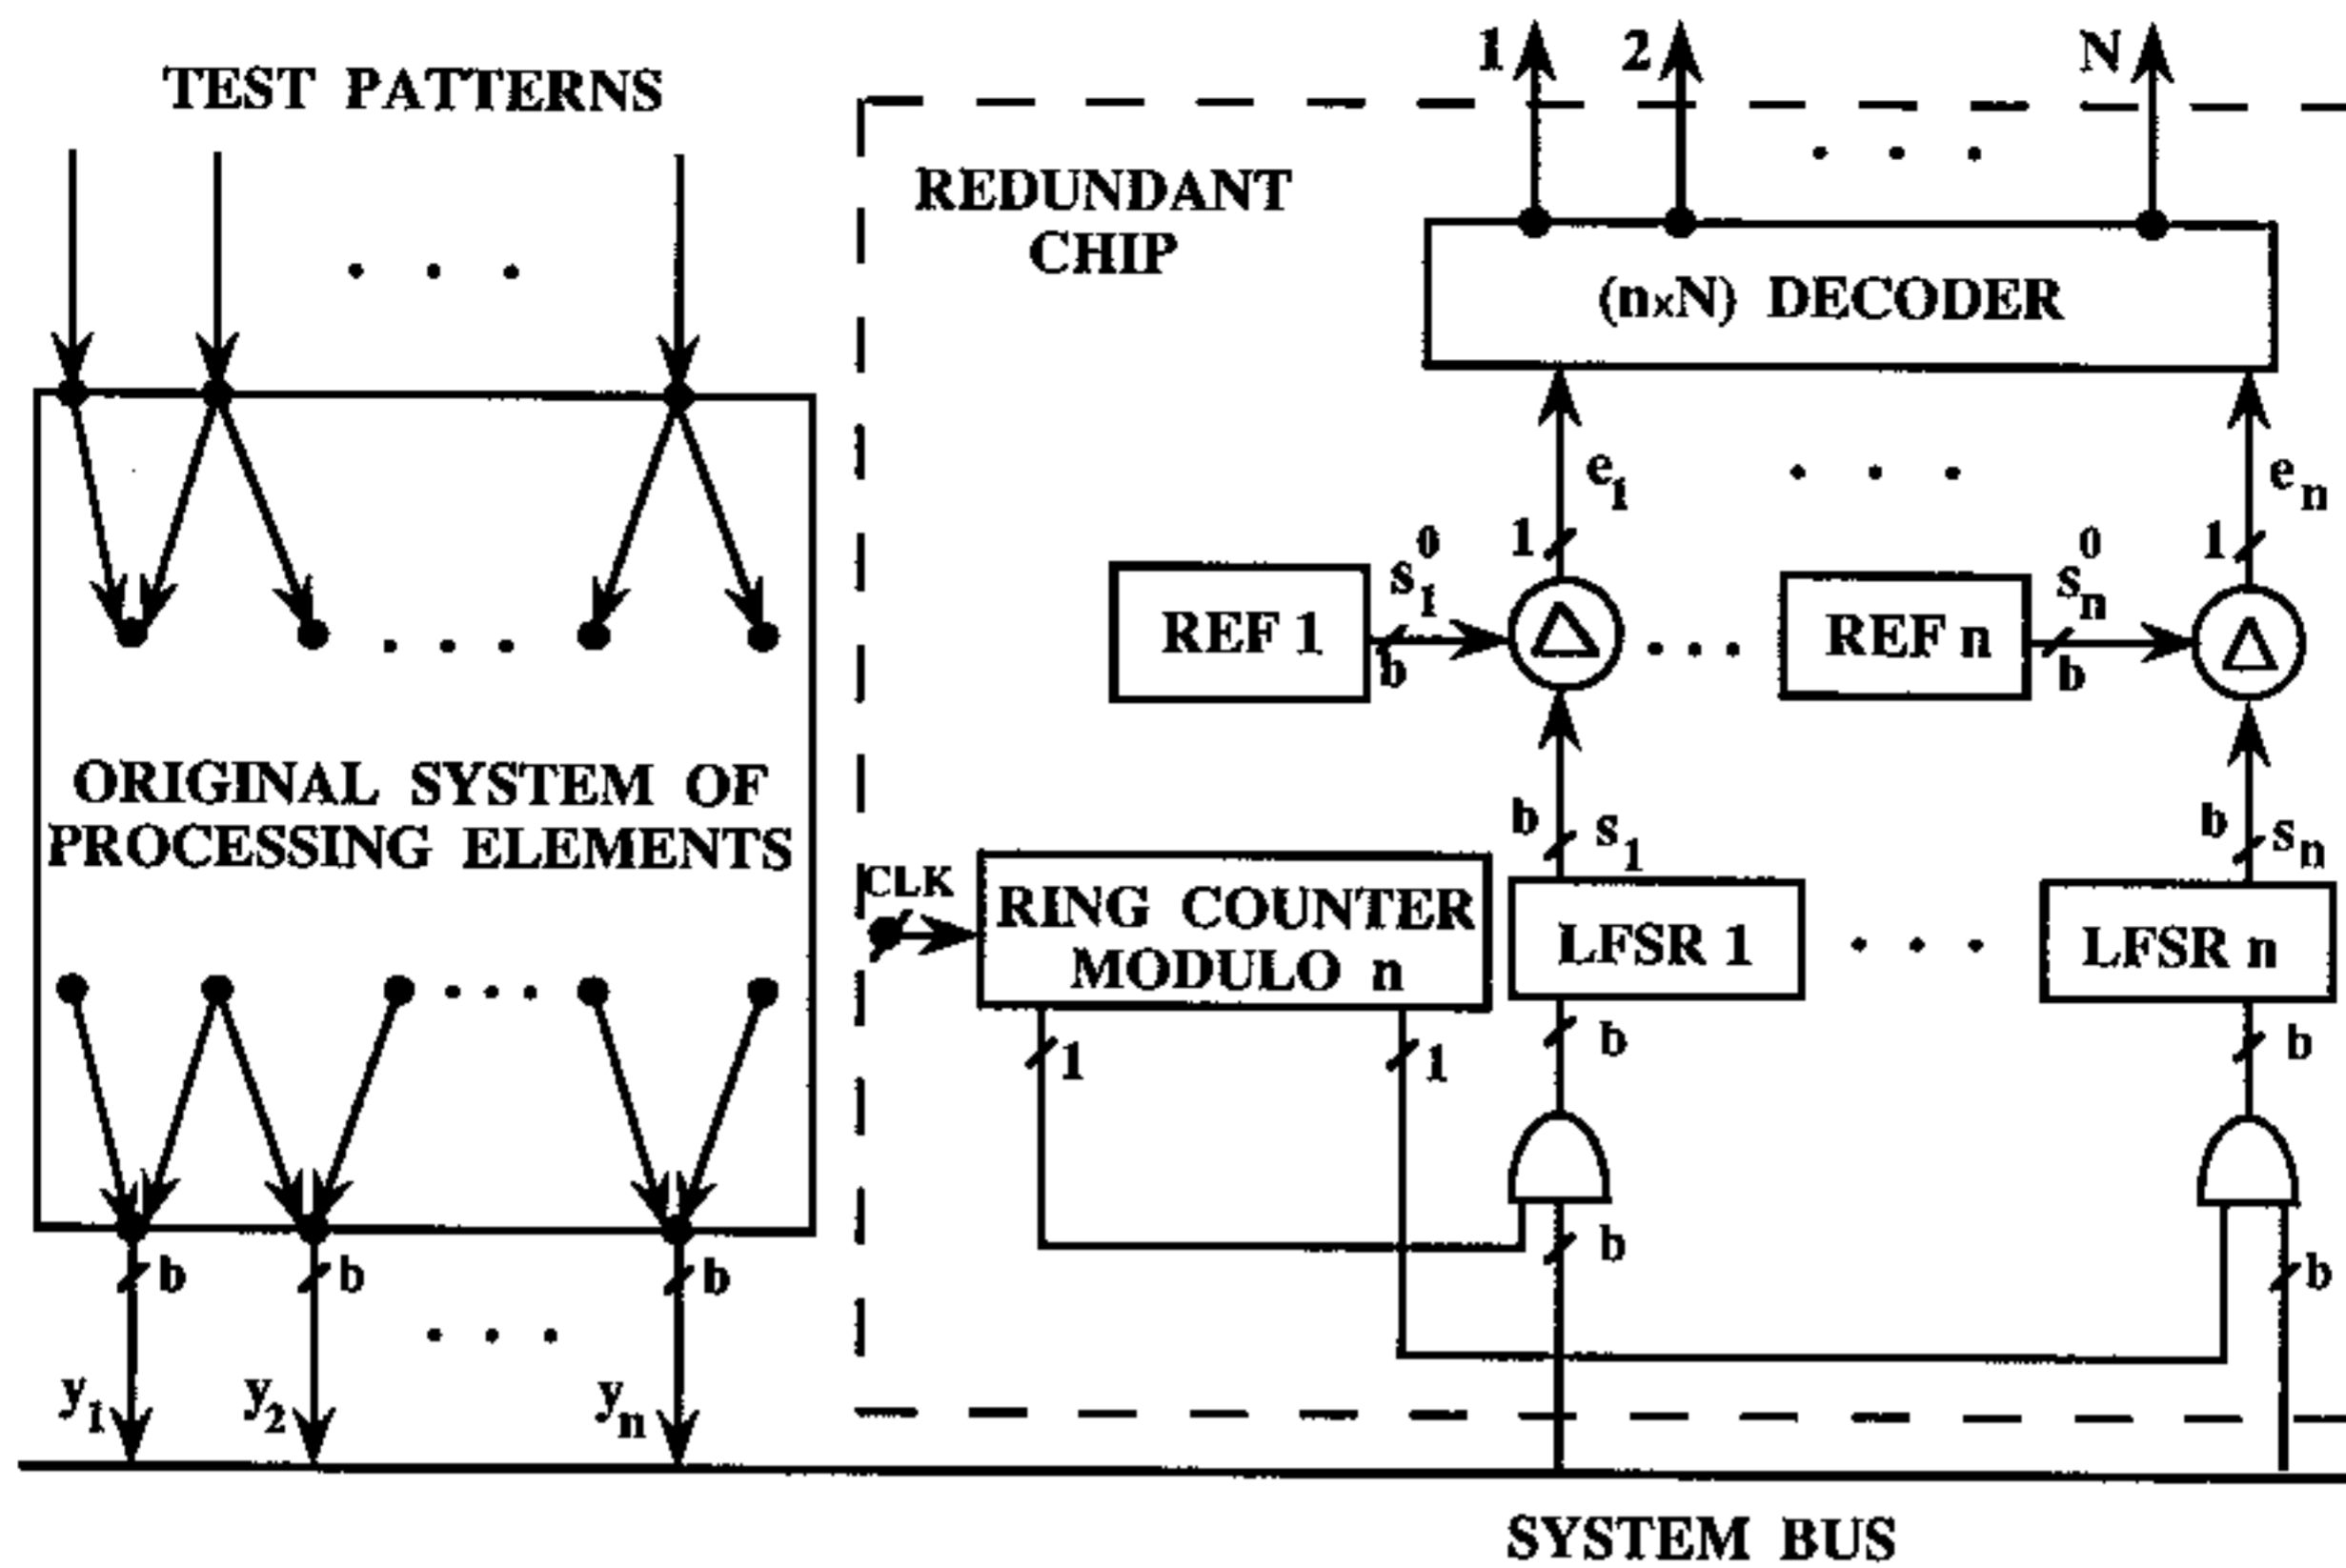 1 2 N
TEST PATTERNS
REDUNDANT
CHIP
(n×N) DECODER
e1 en
1 1
REF 1 s1^0 b REF n sn^0 b
ORIGINAL SYSTEM OF
PROCESSING ELEMENTS
b s1 b sn
CLK
RING COUNTER
MODULO n
LFSR 1 LFSR n
1 1 b b
b b b b b
y1 y2 yn
SYSTEM BUS